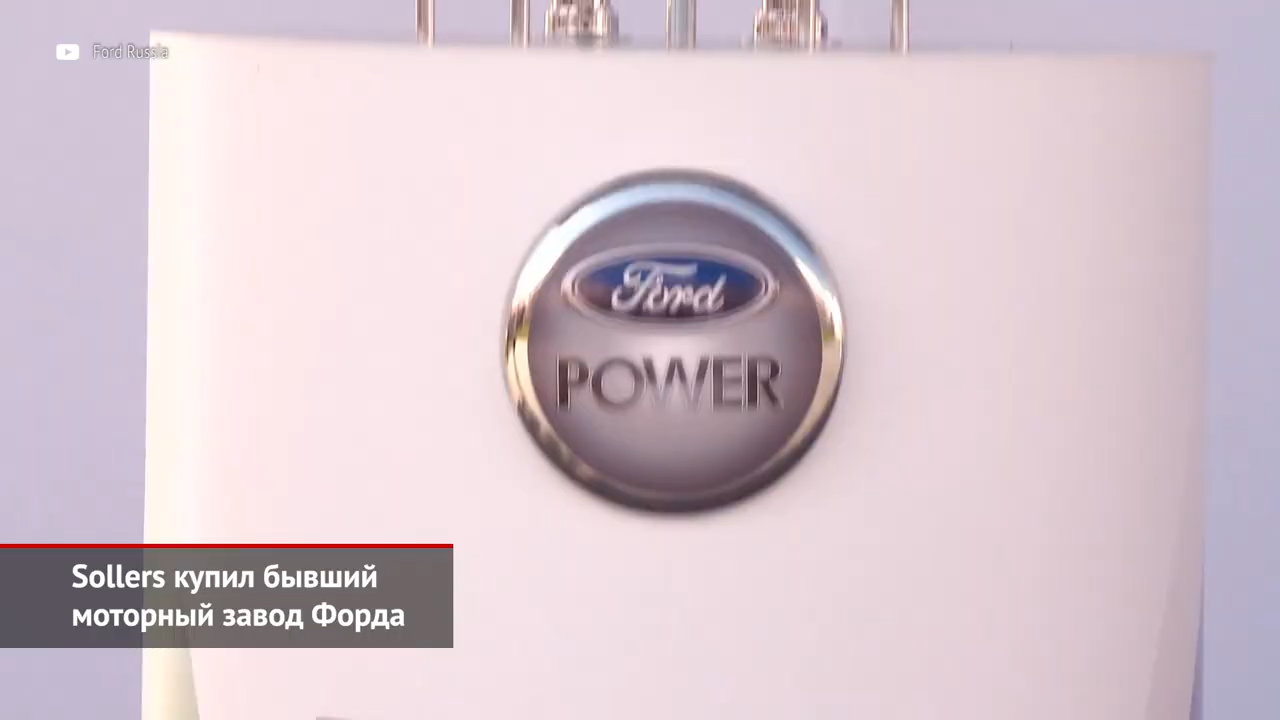 Ford Russia
Ford
POWER
Sollers купил бывший
моторный завод Форда